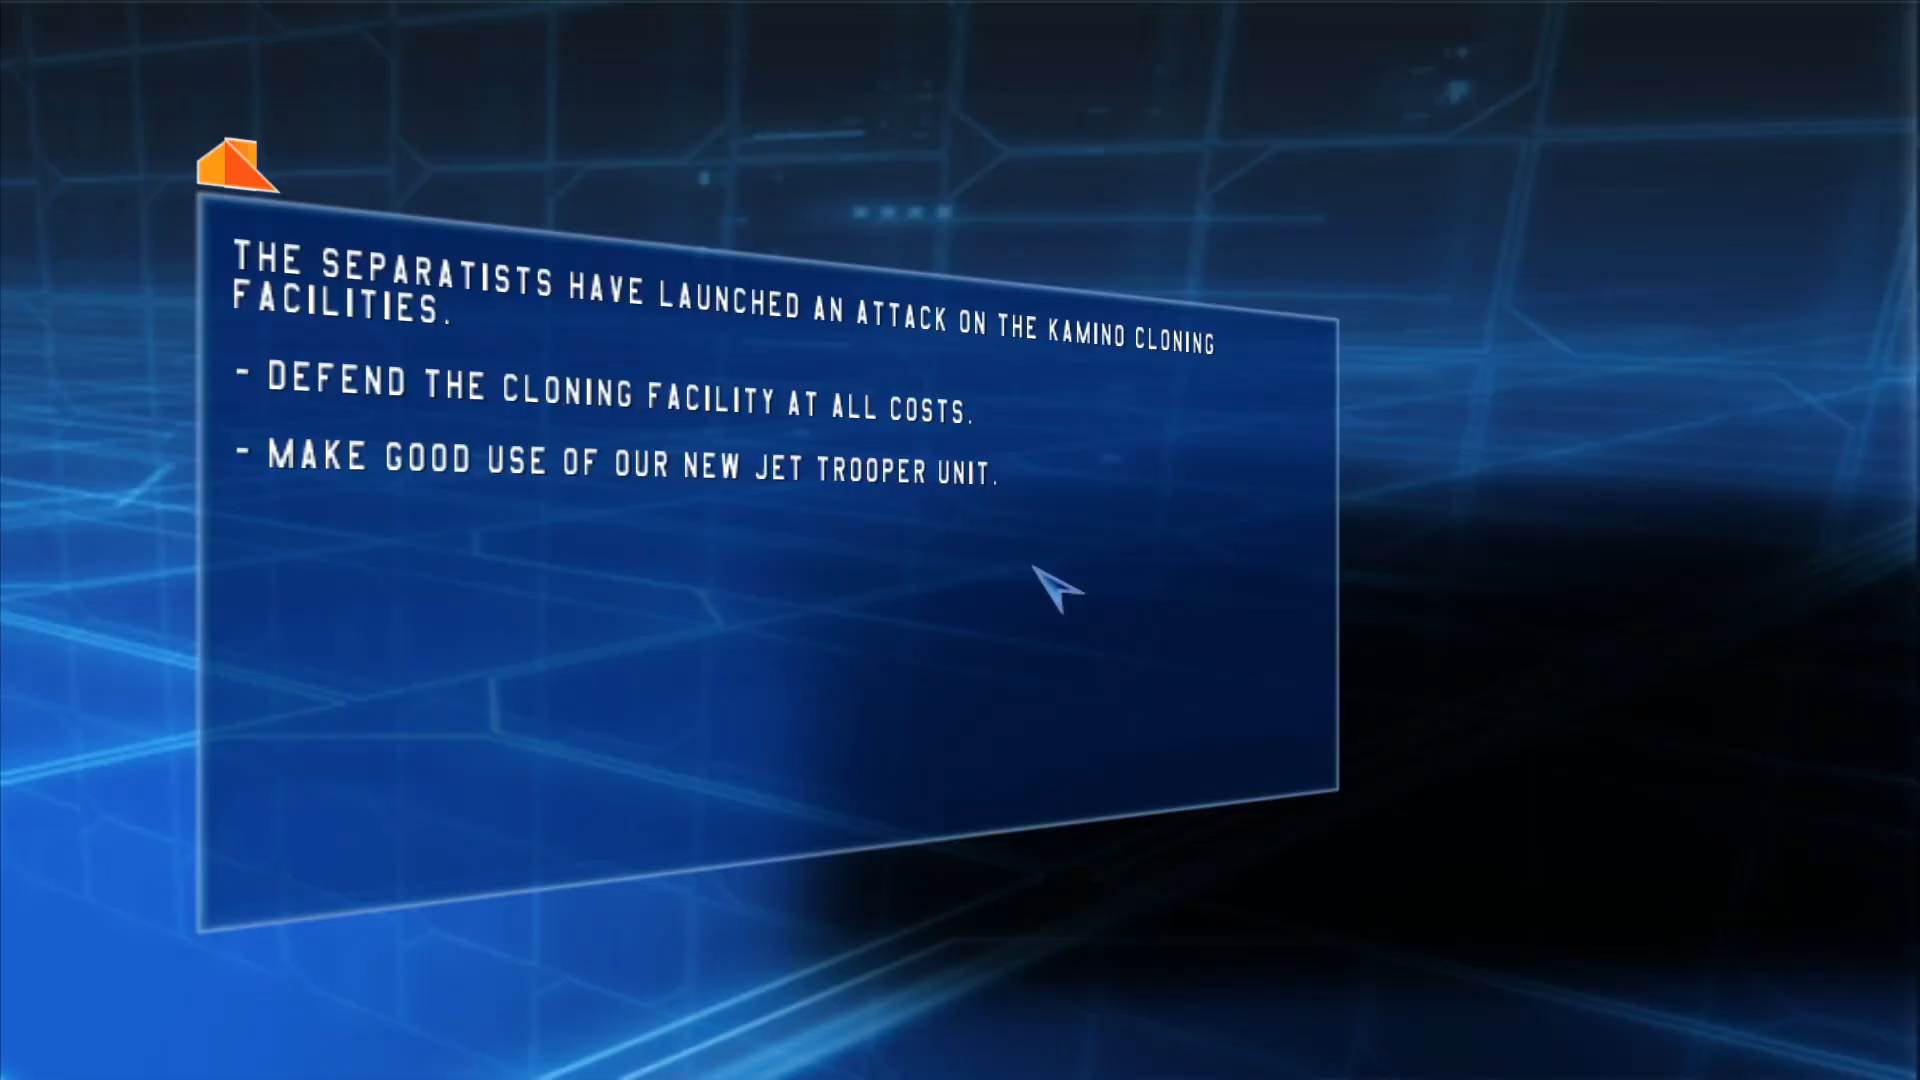 THE SEPARATISTS HAVE LAUNCHED AN ATTACK ON THE KAMINO CLONING
FACILITIES.
- DEFEND THE CLONING FACILITY AT ALL COSTS.
- MAKE GOOD USE OF OUR NEW JET TROOPER UNIT.